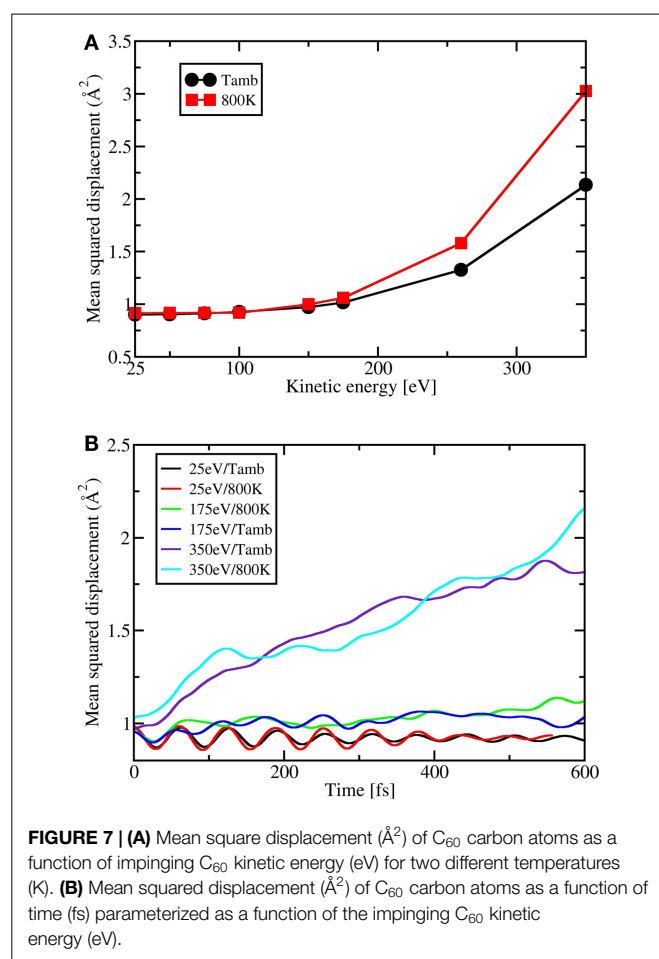 A
Mean squared displacement (Å²)
3.5
3
2.5
2
1.5
1
0.5
Tamb
800K
25
100
200
300
Kinetic energy [eV]
B
Mean squared displacement (Å²)
2.5
2
1.5
1
25eV/Tamb
25eV/800K
175eV/800K
175eV/Tamb
350eV/Tamb
350eV/800K
0
200
400
600
Time [fs]
FIGURE 7 | (A) Mean square displacement (Å²) of C₆₀ carbon atoms as a
function of impinging C₆₀ kinetic energy (eV) for two different temperatures
(K). (B) Mean squared displacement (Å²) of C₆₀ carbon atoms as a function of
time (fs) parameterized as a function of the impinging C₆₀ kinetic
energy (eV).